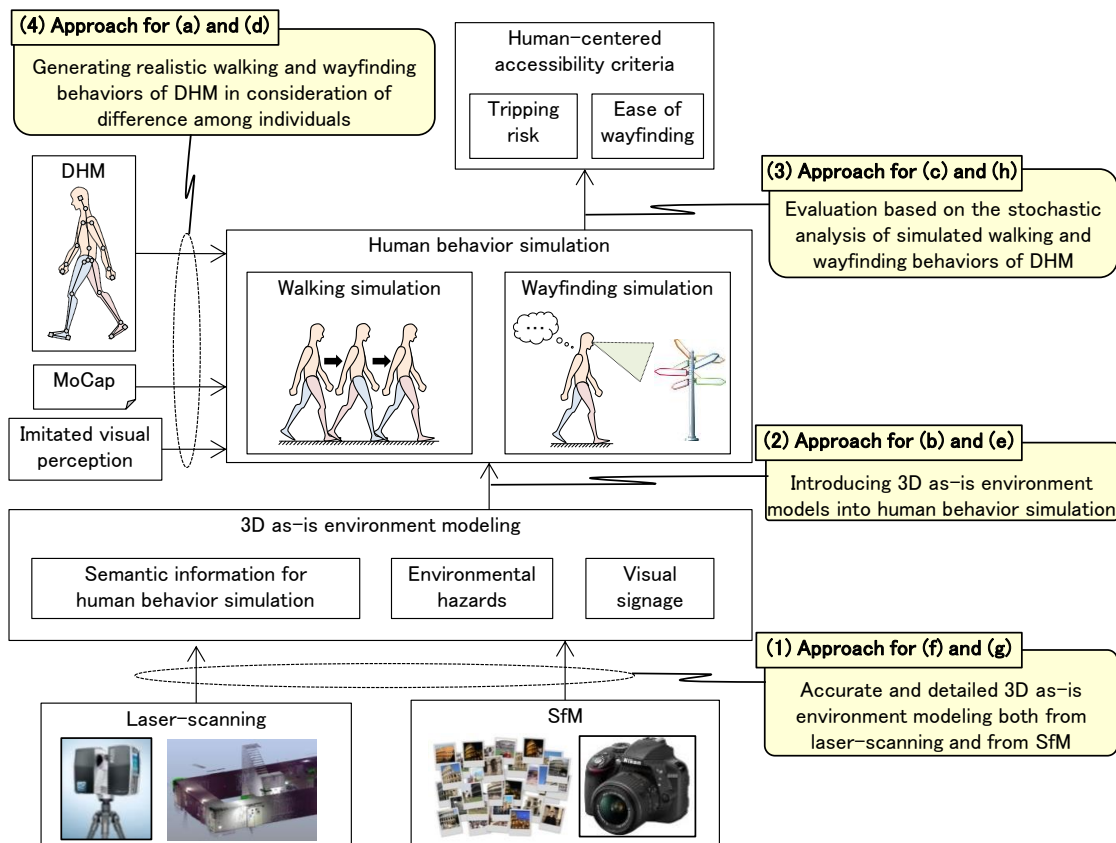 (4) Approach for (a) and (d)
Generating realistic walking and wayfinding
behaviors of DHM in consideration of
difference among individuals
Human-centered
accessibility criteria
Tripping
risk
Ease of
wayfinding
DHM
(3) Approach for (c) and (h)
Evaluation based on the stochastic
analysis of simulated walking and
wayfinding behaviors of DHM
Human behavior simulation
Walking simulation
Wayfinding simulation
...
MoCap
Imitated visual
perception
(2) Approach for (b) and (e)
Introducing 3D as-is environment
models into human behavior simulation
3D as-is environment modeling
Semantic information for
human behavior simulation
Environmental
hazards
Visual
signage
(1) Approach for (f) and (g)
Accurate and detailed 3D as-is
environment modeling both from
laser-scanning and from SfM
Laser-scanning
SfM
Nikon